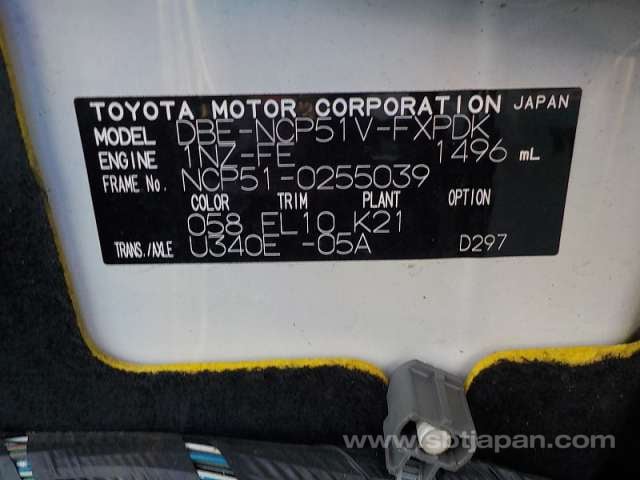 TOYOTA MOTOR CORPORATION JAPAN
MODEL DBE-NCP51V-FXPDK
ENGINE 1NZ-FE 1496 mL
FRAME No. NCP51-0255039
COLOR TRIM PLANT OPTION
058 EL10 K21
TRANS./AXLE U340E -05A D297
www.sbtjapan.com